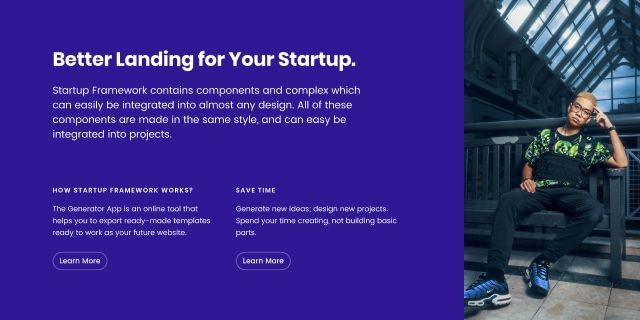 Better Landing for Your Startup.
Startup Framework contains components and complex which
can easily be integrated into almost any design. All of these
components are made in the same style, and can easy be
integrated into projects.
HOW STARTUP FRAMEWORK WORKS?
The Generator App is an online tool that
helps you to export ready-made templates
ready to work as your future website.
Learn More
SAVE TIME
Generate new ideas; design new projects.
Spend your time creating, not building basic
parts.
Learn More